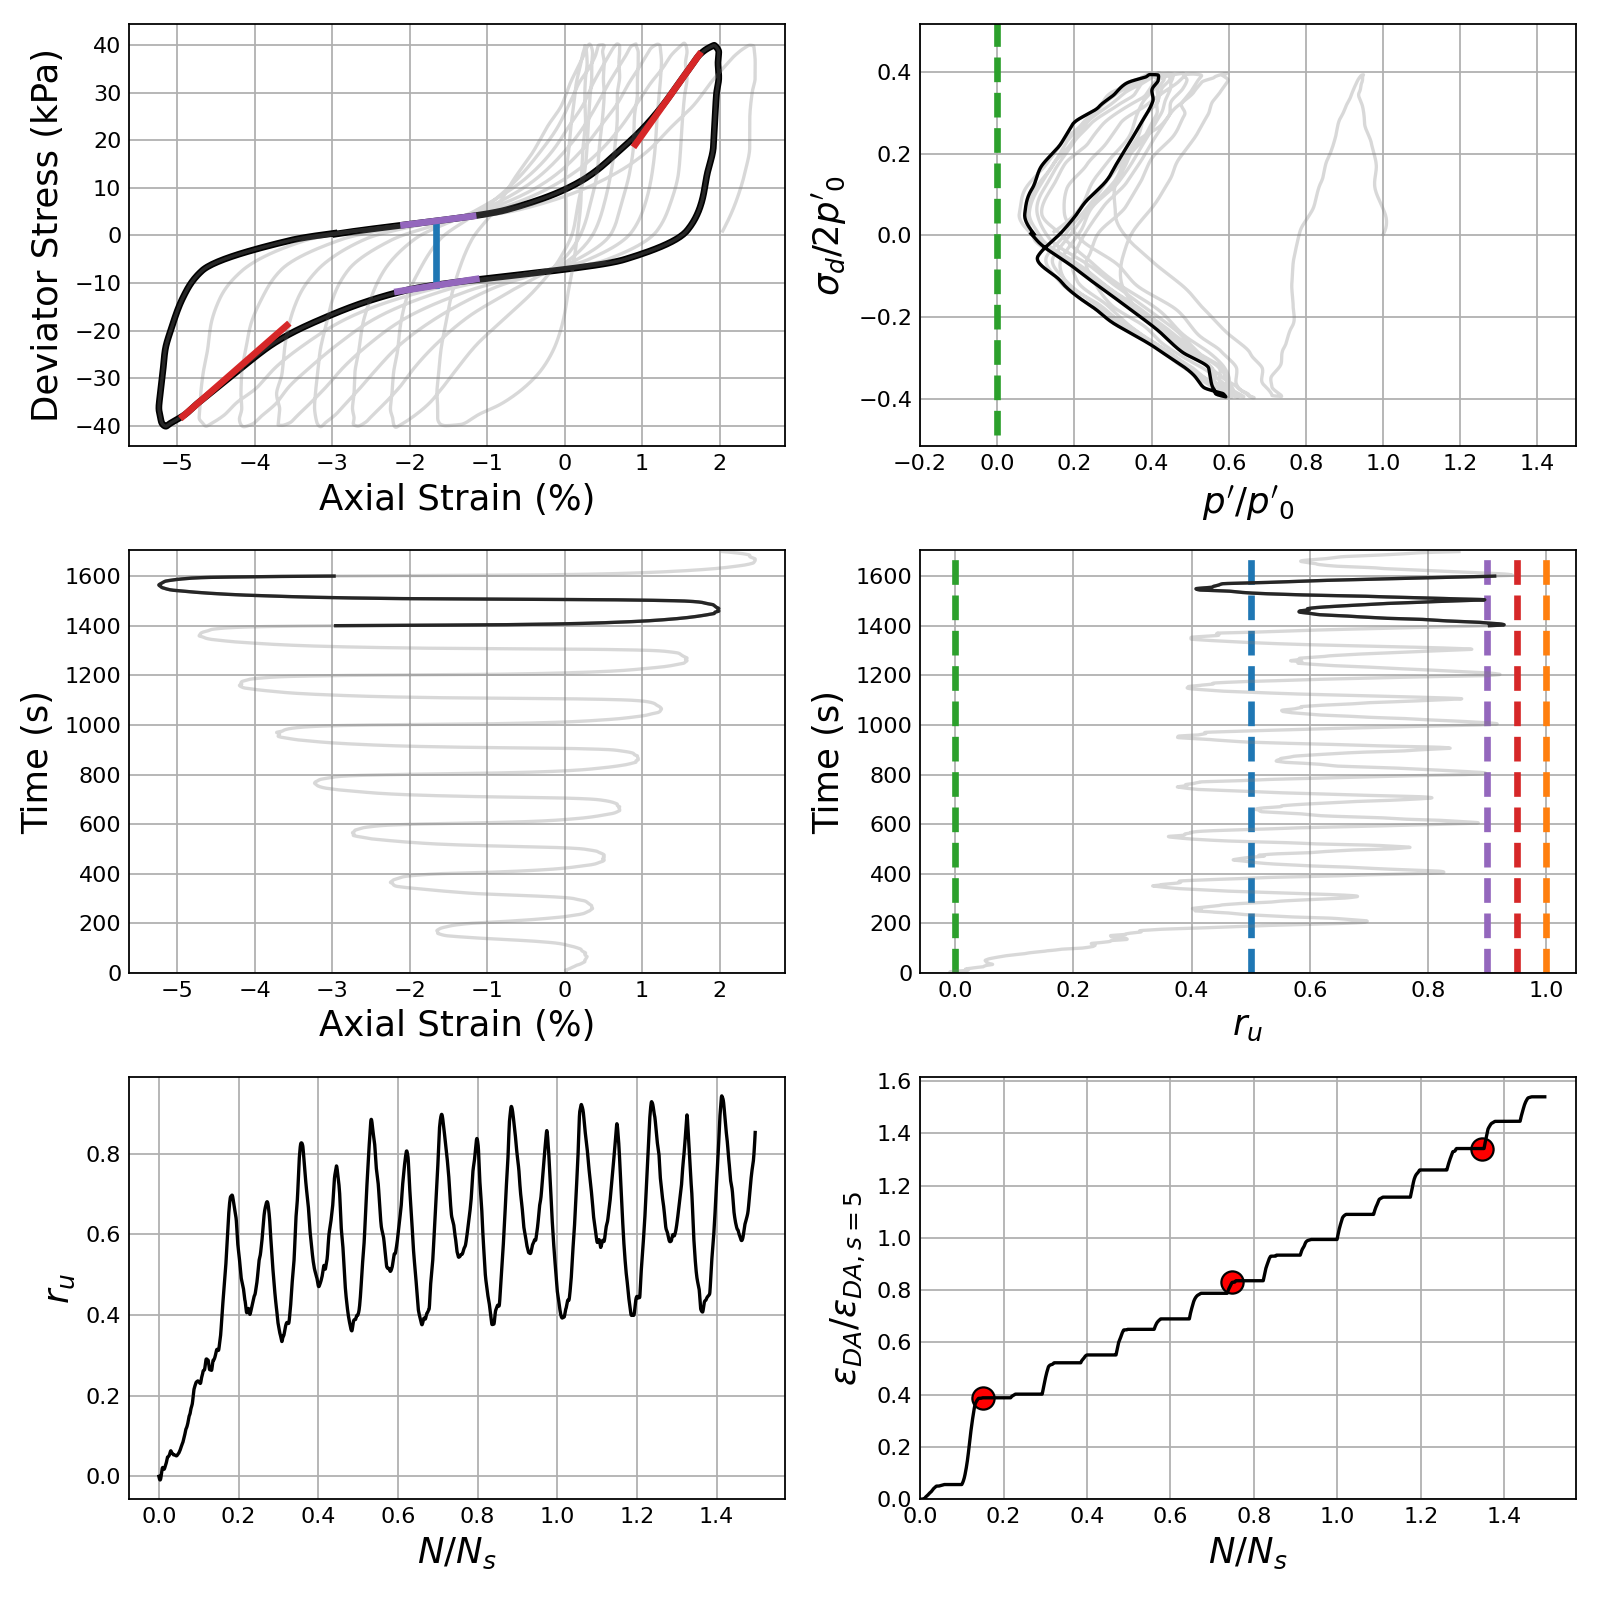 Deviator Stress (kPa)
40
30
20
10
0
−10
−20
−30
−40
−5 −4 −3 −2 −1 0 1 2
Axial Strain (%)
σd/2p′0
0.4
0.2
0.0
−0.2
−0.4
−0.2 0.0 0.2 0.4 0.6 0.8 1.0 1.2 1.4
p′/p′0
Time (s)
1600
1400
1200
1000
800
600
400
200
0
−5 −4 −3 −2 −1 0 1 2
Axial Strain (%)
Time (s)
1600
1400
1200
1000
800
600
400
200
0
0.0 0.2 0.4 0.6 0.8 1.0
ru
ru
0.8
0.6
0.4
0.2
0.0
0.0 0.2 0.4 0.6 0.8 1.0 1.2 1.4
N/Ns
εDA/εDA, s = 5
1.6
1.4
1.2
1.0
0.8
0.6
0.4
0.2
0.0
0.0 0.2 0.4 0.6 0.8 1.0 1.2 1.4
N/Ns